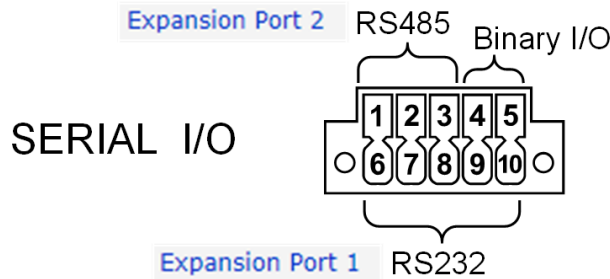 Expansion Port 2 RS485 Binary I/O
SERIAL I/O
1 2 3 4 5
6 7 8 9 10
Expansion Port 1 RS232